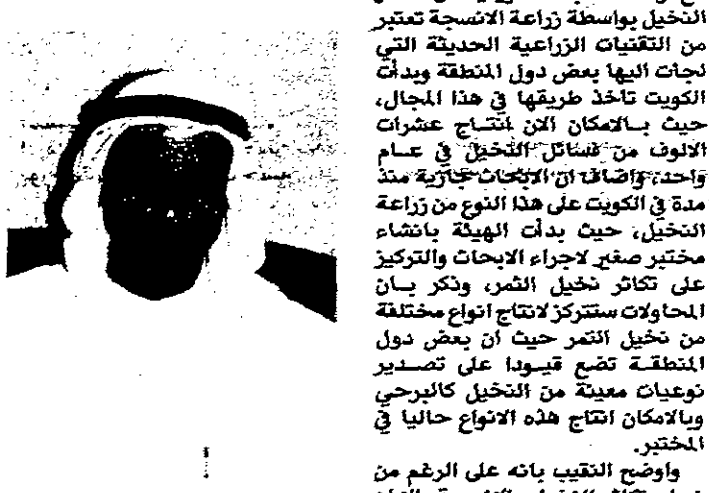 النخيل بواسطة زراعة الانسجة تعتبر
من التقنيات الزراعية الحديثة التي
لجات اليها بعض دول المنطقة وبدأت
الكويت تاخذ طريقها في هذا المجال،
حيث بالامكان الان انتاج عشرات
الالوف من فسائل النخيل في عام
واحد، واضاف ان الابحاث جارية منذ
مدة في الكويت على هذا النوع من زراعة
النخيل، حيث بدأت الهيئة بانشاء
مختبر صغير لاجراء الابحاث والتركيز
على تكاثر نخيل الثمر، وذكر بان
المحاولات ستتركز لانتاج انواع مختلفة
من نخيل التمر حيث ان بعض دول
المنطقة تضع قيودا على تصدير
نوعيات معينة من النخيل كالبرحي
وبالامكان انتاج هذه الانواع حاليا في
المختبر.
واوضح النقيب بانه على الرغم من